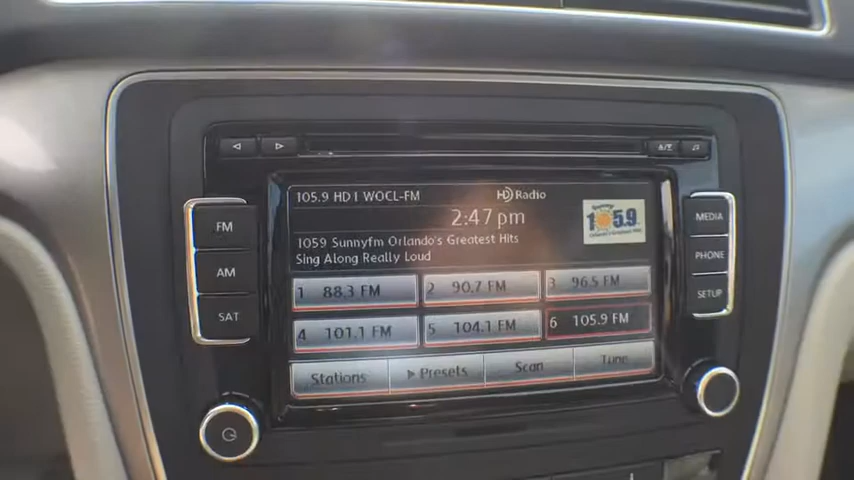 105.9 HD1 WOCL-FM
HD Radio
2:47 pm
1059 Sunnyfm Orlando's Greatest Hits
Sing Along Really Loud
105.9
FM
AM
SAT
MEDIA
PHONE
SETUP
1 88.3 FM
2 90.7 FM
3 96.5 FM
4 101.1 FM
5 104.1 FM
6 105.9 FM
Stations
Presets
Scan
Tune